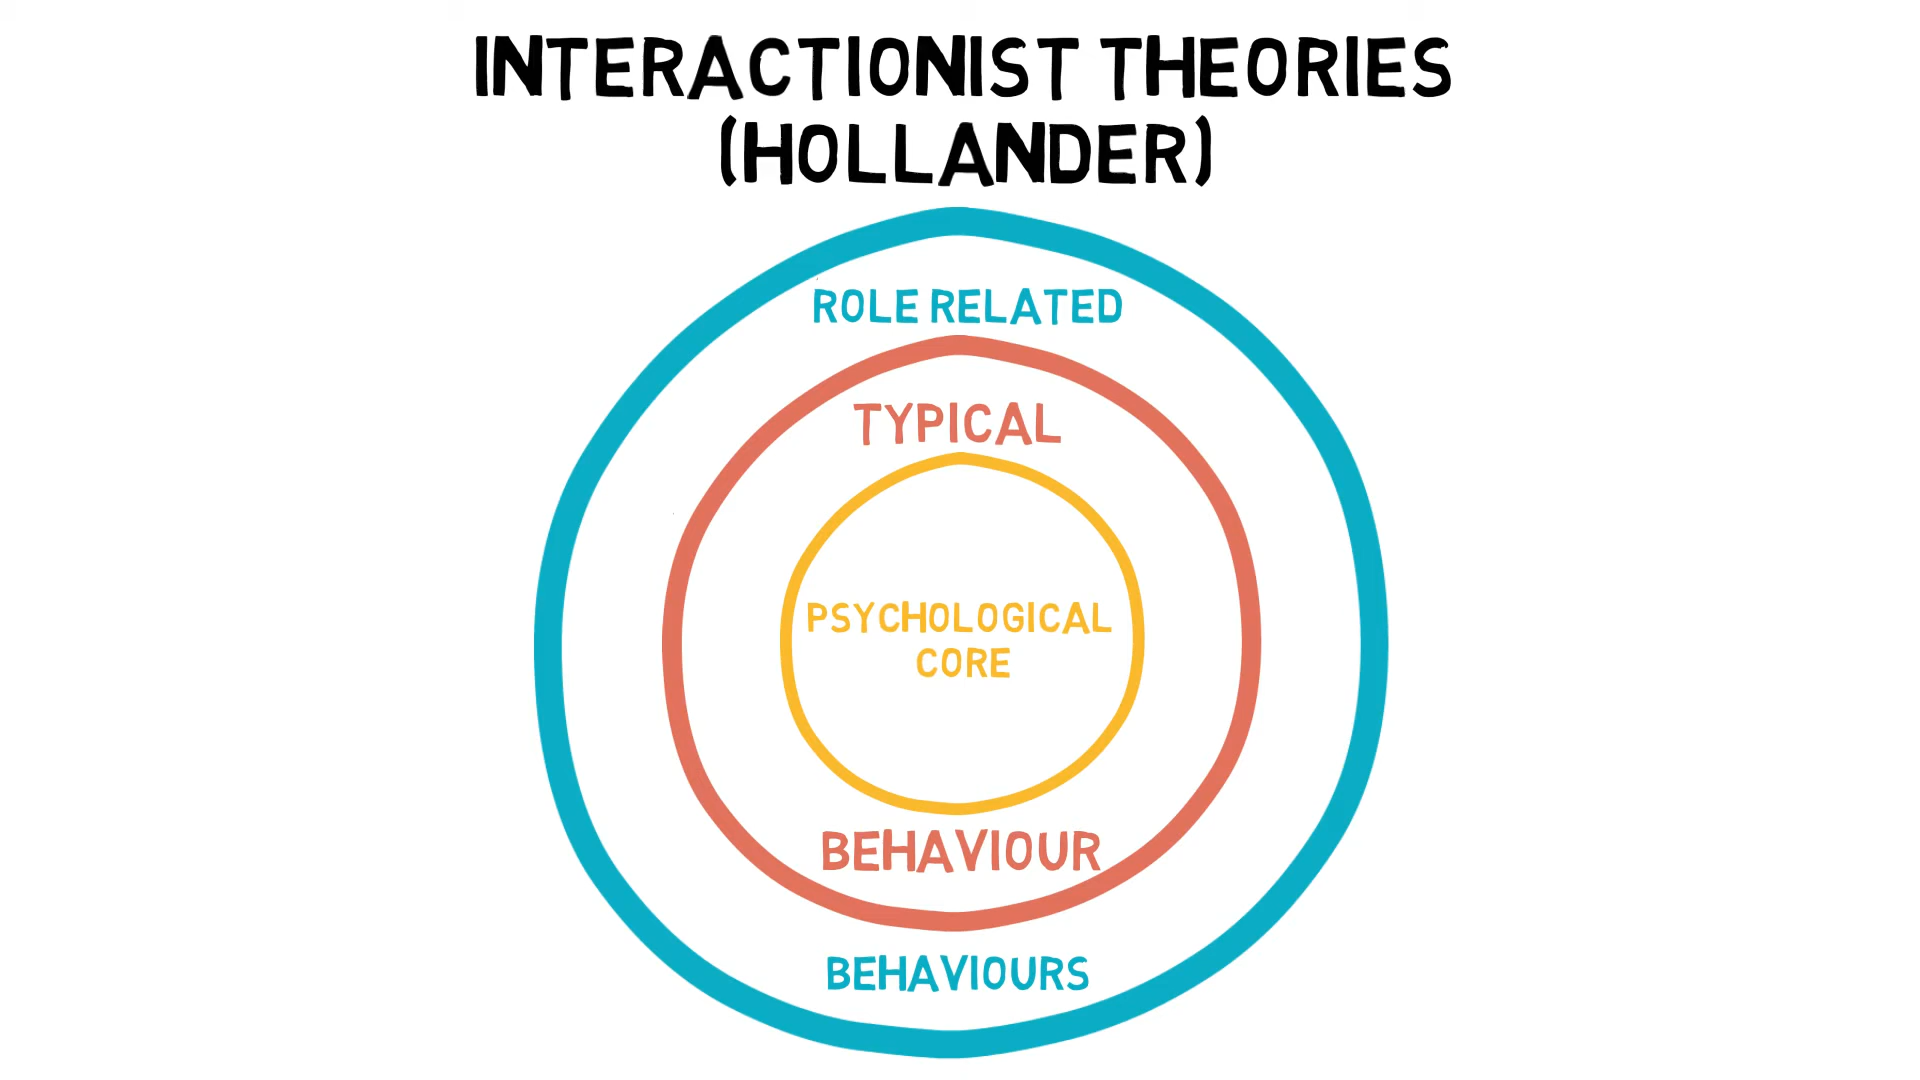 INTERACTIONIST THEORIES
(HOLLANDER)
ROLE RELATED
TYPICAL
PSYCHOLOGICAL
CORE
BEHAVIOUR
BEHAVIOURS